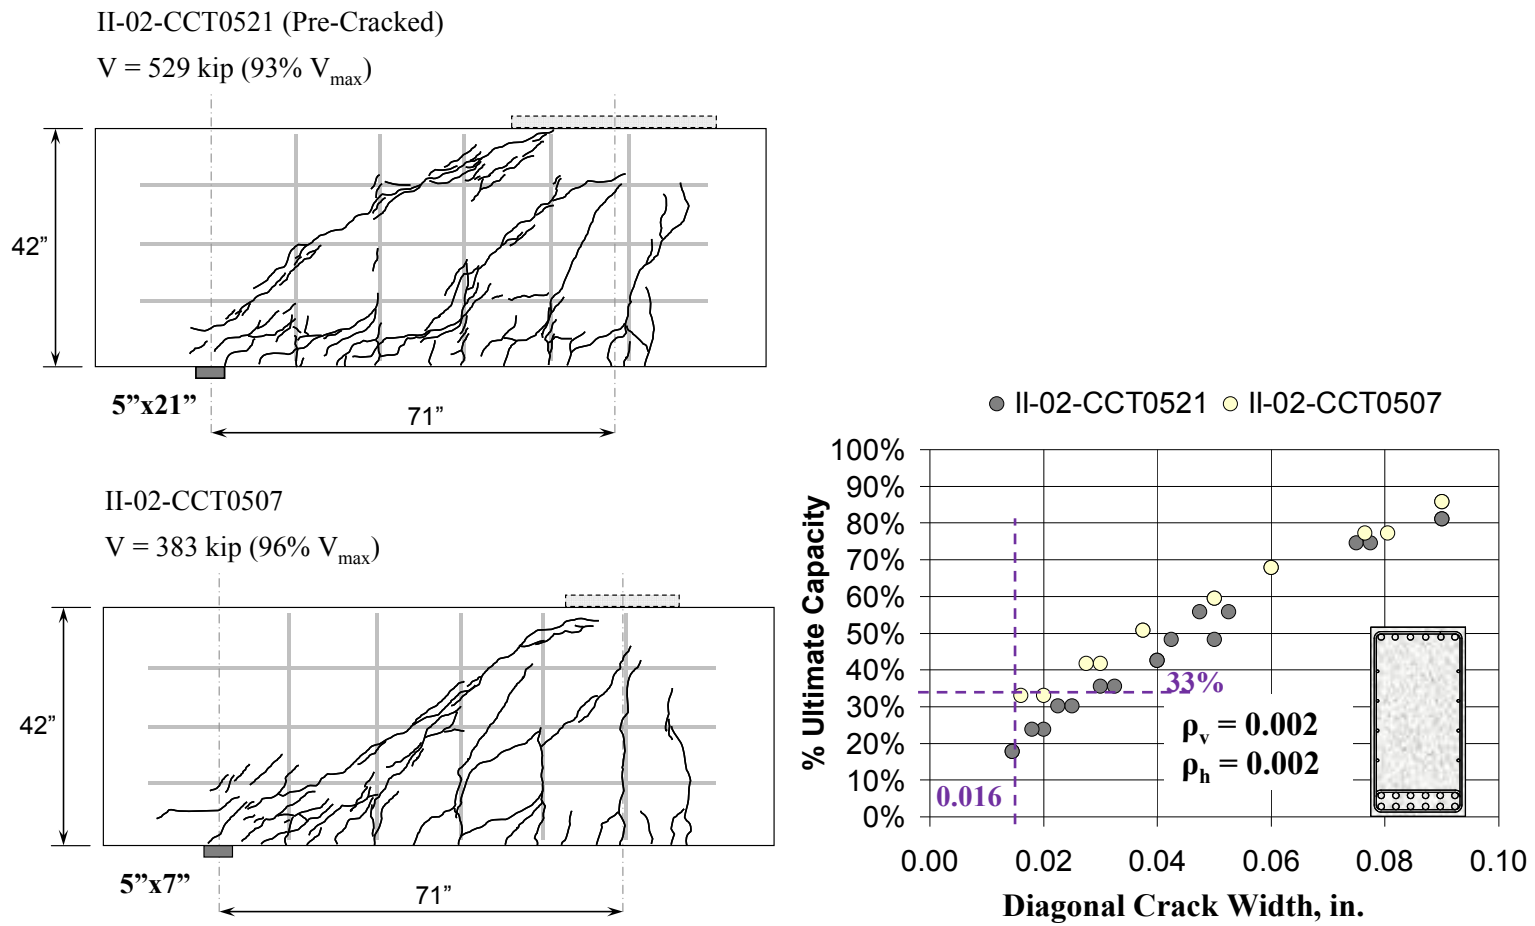 II-02-CCT0521 (Pre-Cracked)
V = 529 kip (93% Vmax)
42”
5”x21”
71”
II-02-CCT0507
V = 383 kip (96% Vmax)
42”
5”x7”
71”
II-02-CCT0521 II-02-CCT0507
% Ultimate Capacity
100%
90%
80%
70%
60%
50%
40%
30%
20%
10%
0%
33%
ρv = 0.002
ρh = 0.002
0.016
0.00 0.02 0.04 0.06 0.08 0.10
Diagonal Crack Width, in.